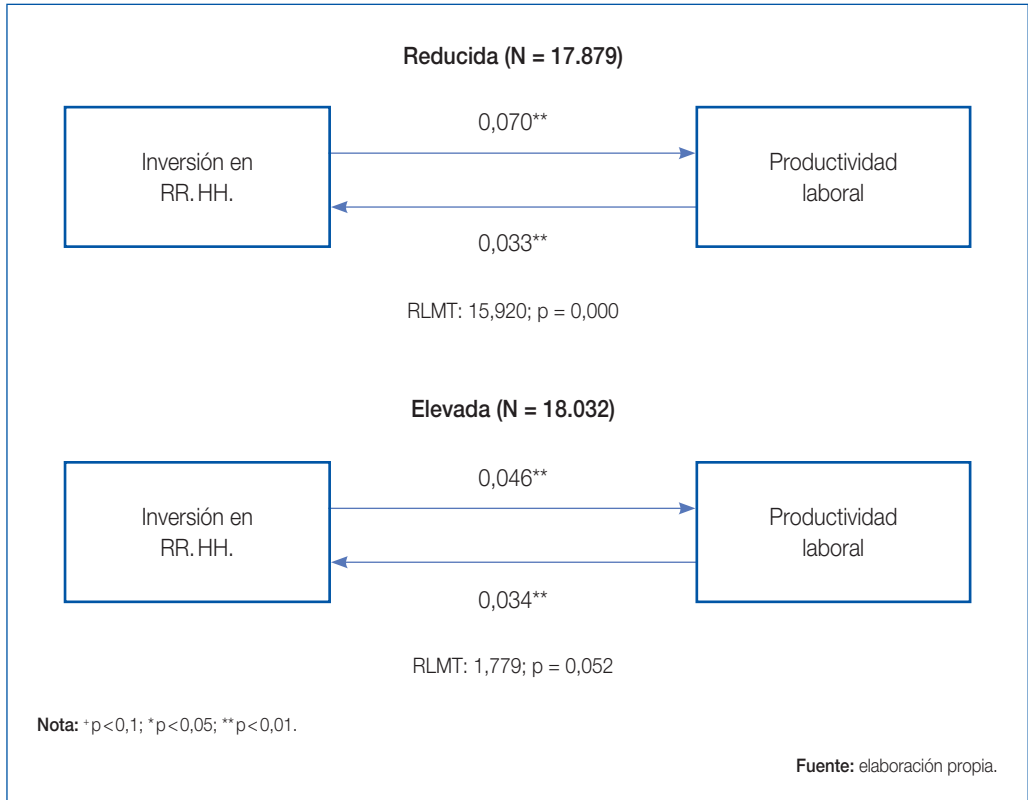 Reducida (N = 17.879)
0,070**
Inversión en
RR. HH.
Productividad
laboral
0,033**
RLMT: 15,920; p = 0,000
Elevada (N = 18.032)
0,046**
Inversión en
RR. HH.
Productividad
laboral
0,034**
RLMT: 1,779; p = 0,052
Nota: +p<0,1; *p<0,05; **p<0,01.
Fuente: elaboración propia.